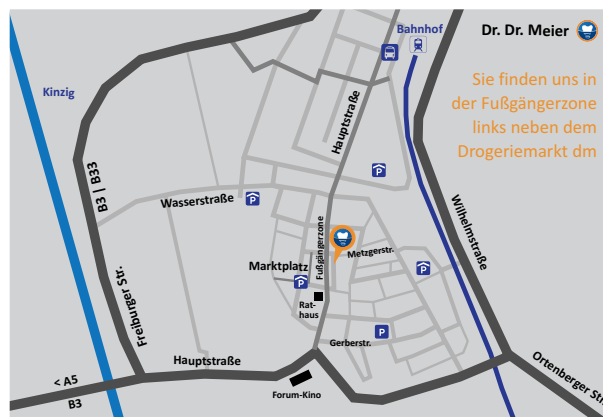 Bahnhof
Dr. Dr. Meier
Sie finden uns in
der Fußgängerzone
links neben dem
Drogeriemarkt dm
Kinzig
Hauptstraße
B3 | B33
P
Wasserstraße
P
Wilhelmstraße
Fußgängerzone
Metzgerstr.
Marktplatz
P
P
Rat-
haus
Freiburger Str.
P
Gerberstr.
Hauptstraße
Ortenberger Str.
< A5
B3
Forum-Kino